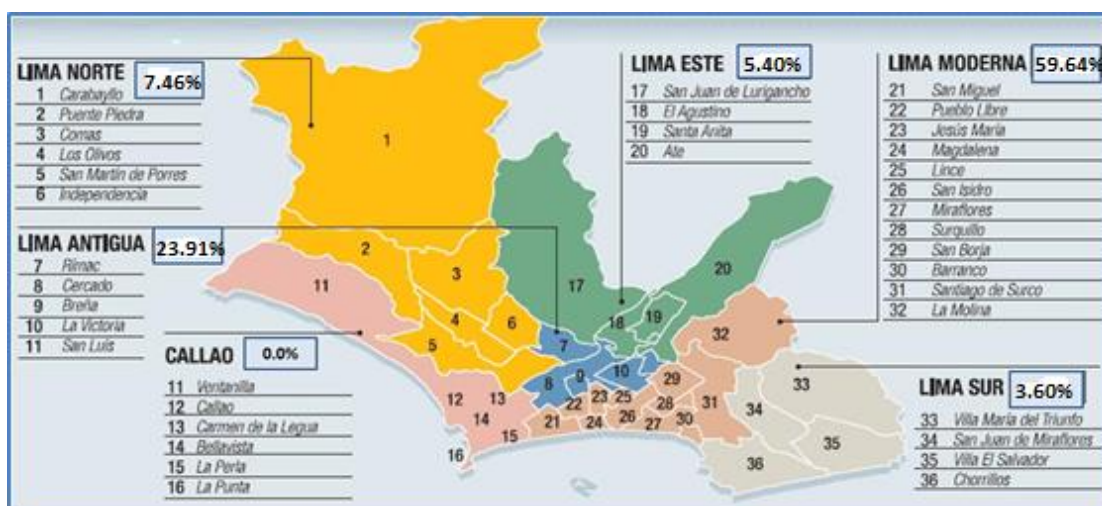 LIMA NORTE 7.46%
1 Carabayllo
2 Puente Piedra
3 Comas
4 Los Olivos
5 San Martín de Porres
6 Independencia
LIMA ANTIGUA 23.91%
7 Rimac
8 Cercado
9 Breña
10 La Victoria
11 San Luis
CALLAO 0.0%
11 Ventanilla
12 Callao
13 Carmen de la Legua
14 Bellavista
15 La Perla
16 La Punta
LIMA ESTE 5.40%
17 San Juan de Lurigancho
18 El Agustino
19 Santa Anita
20 Ate
LIMA MODERNA 59.64%
21 San Miguel
22 Pueblo Libre
23 Jesús María
24 Magdalena
25 Lince
26 San Isidro
27 Miraflores
28 Surquillo
29 San Borja
30 Barranco
31 Santiago de Surco
32 La Molina
LIMA SUR 3.60%
33 Villa María del Triunfo
34 San Juan de Miraflores
35 Villa El Salvador
36 Chorrillos
1
2
3
4
5
6
7
8
9
10
11
12
13
14
15
16
17
18
19
20
21
22
23
24
25
26
27
28
29
30
31
32
33
34
35
36